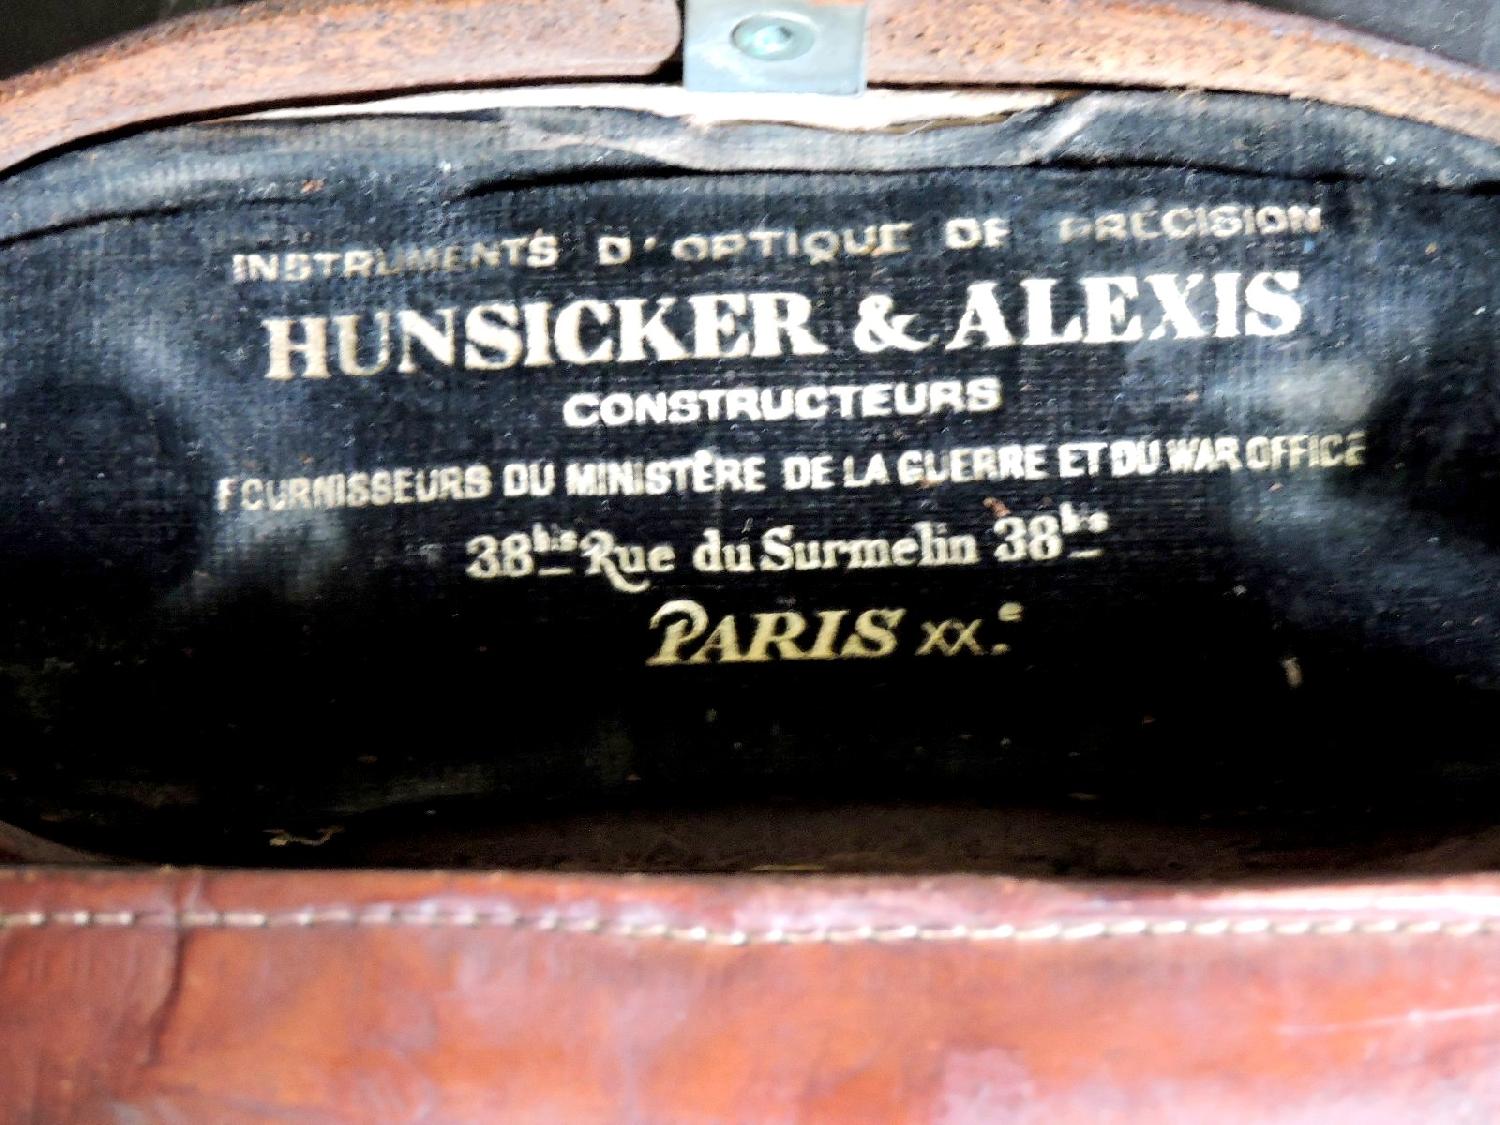 INSTRUMENTS D'OPTIQUE DE PRÉCISION
HUNSICKER & ALEXIS
CONSTRUCTEURS
FOURNISSEURS DU MINISTÈRE DE LA GUERRE ET DU WAR OFFICE
38bis Rue du Surmelin 38bis
PARIS XX.e